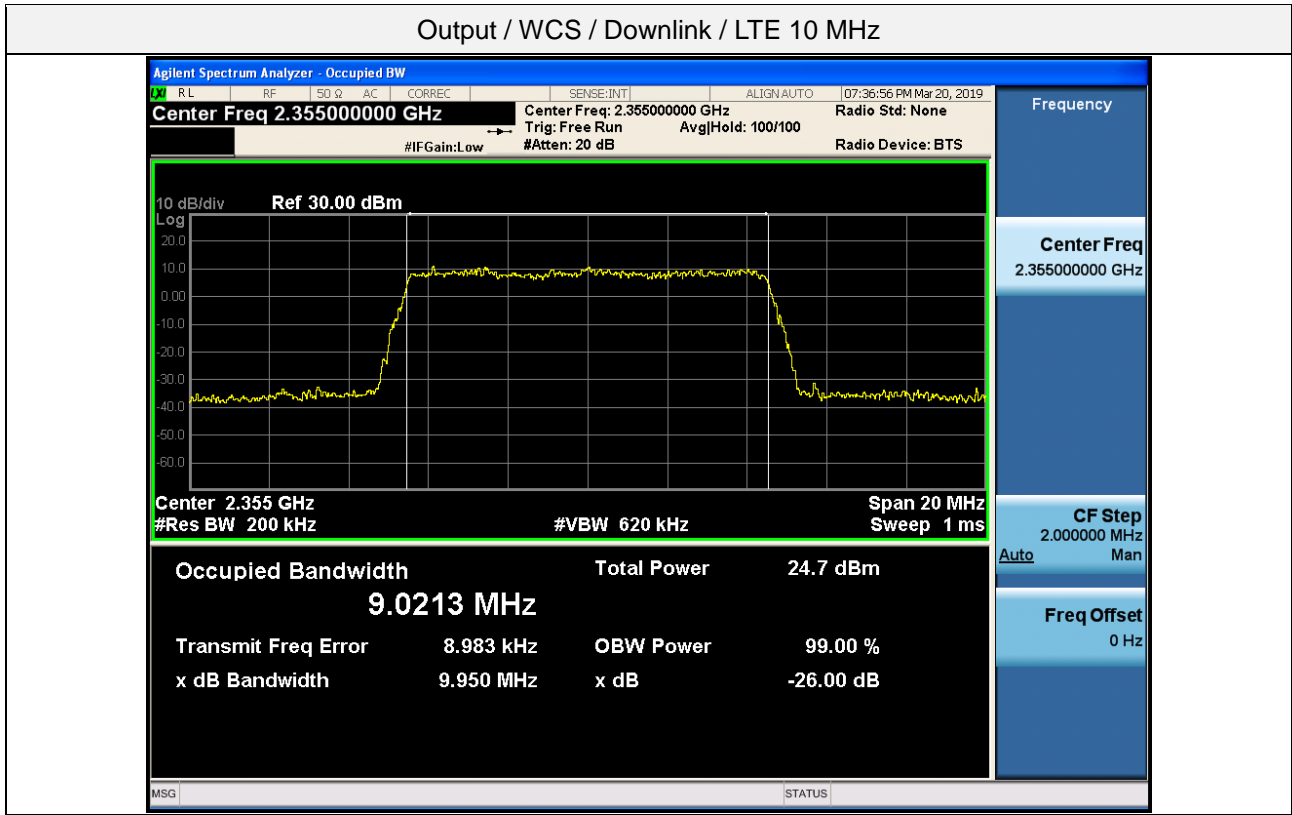 Output / WCS / Downlink / LTE 10 MHz
Agilent Spectrum Analyzer - Occupied BW
LXI RL RF 50 Ω AC CORREC SENSE:INT ALIGN AUTO 07:36:56 PM Mar 20, 2019
Center Freq 2.355000000 GHz
Center Freq: 2.355000000 GHz
Radio Std: None
Trig: Free Run
Avg|Hold: 100/100
#IFGain:Low
#Atten: 20 dB
Radio Device: BTS
Frequency
10 dB/div Ref 30.00 dBm
Log
20.0
10.0
0.00
-10.0
-20.0
-30.0
-40.0
-50.0
-60.0
Center 2.355 GHz
Span 20 MHz
#Res BW 200 kHz
#VBW 620 kHz
Sweep 1 ms
Occupied Bandwidth
9.0213 MHz
Total Power 24.7 dBm
Transmit Freq Error 8.983 kHz
OBW Power 99.00 %
x dB Bandwidth 9.950 MHz
x dB -26.00 dB
Center Freq
2.355000000 GHz
CF Step
2.000000 MHz
Auto Man
Freq Offset
0 Hz
MSG
STATUS